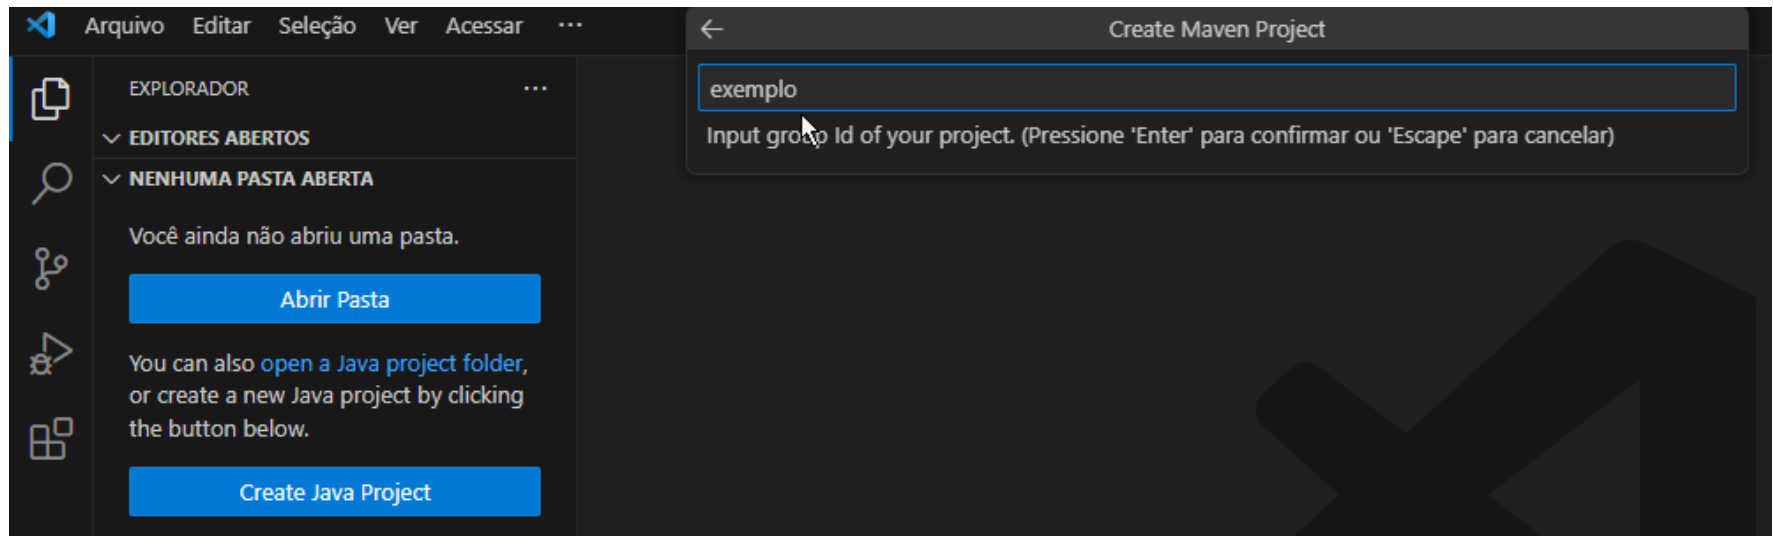 Arquivo Editar Seleção Ver Acessar ···
EXPLORADOR ···
EDITORES ABERTOS
NENHUMA PASTA ABERTA
Você ainda não abriu uma pasta.
Abrir Pasta
You can also open a Java project folder,
or create a new Java project by clicking
the button below.
Create Java Project
Create Maven Project
exemplo
Input group Id of your project. (Pressione 'Enter' para confirmar ou 'Escape' para cancelar)